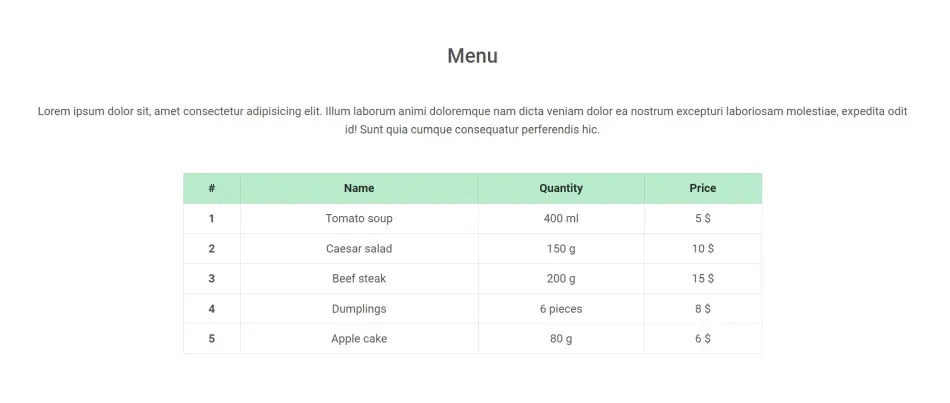 Menu
Lorem ipsum dolor sit, amet consectetur adipisicing elit. Illum laborum animi doloremque nam dicta veniam dolor ea nostrum excepturi laboriosam molestiae, expedita odit
id! Sunt quia cumque consequatur perferendis hic.
# Name Quantity Price
1 Tomato soup 400 ml 5 $
2 Caesar salad 150 g 10 $
3 Beef steak 200 g 15 $
4 Dumplings 6 pieces 8 $
5 Apple cake 80 g 6 $